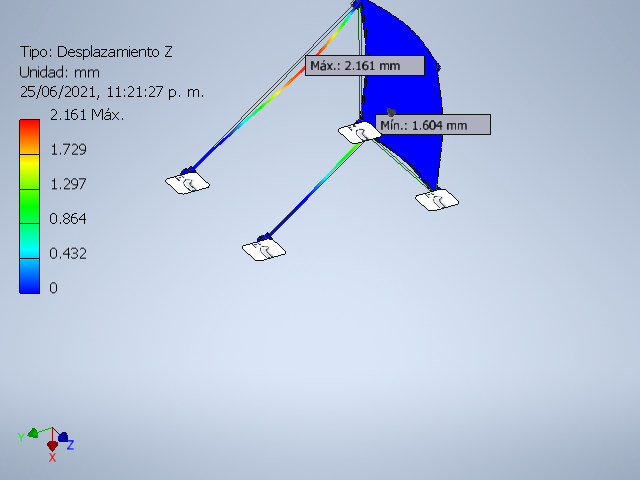 Tipo: Desplazamiento Z
Unidad: mm
25/06/2021, 11:21:27 p. m.
2.161 Máx.
1.729
1.297
0.864
0.432
0
Máx.: 2.161 mm
Mín.: 1.604 mm
Y
Z
X